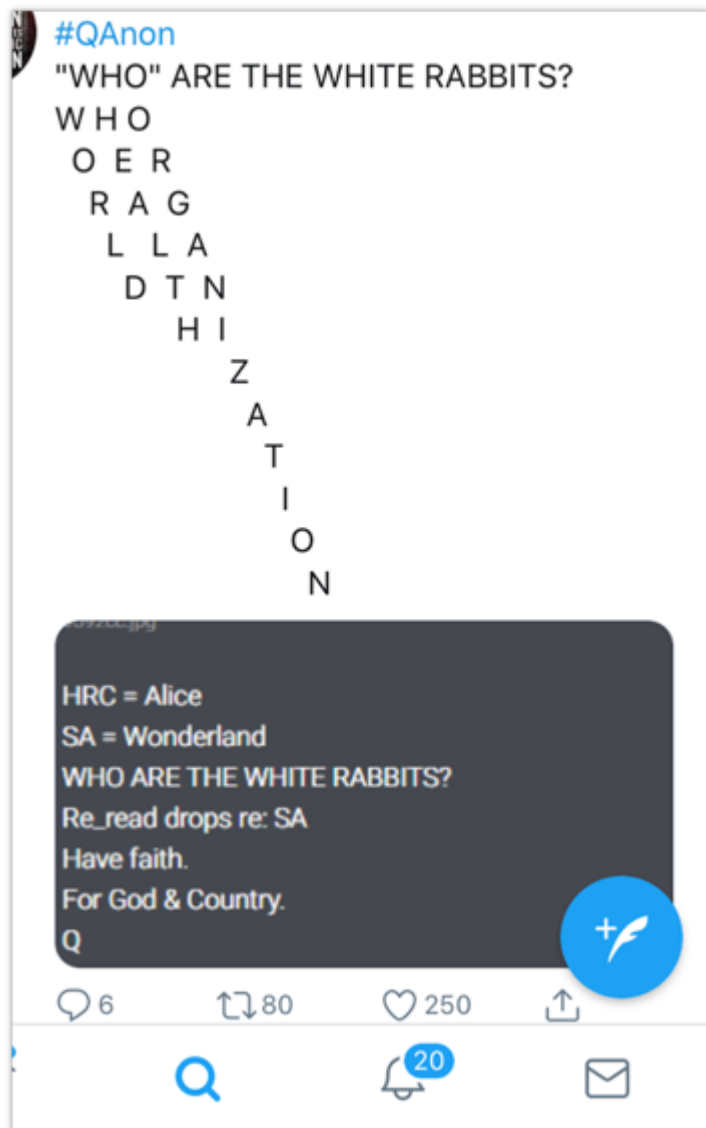 #QAnon
"WHO" ARE THE WHITE RABBITS?
W H O
O E R
R A G
L L A
D T N
H I
Z
A
T
I
O
N
HRC = Alice
SA = Wonderland
WHO ARE THE WHITE RABBITS?
Re_read drops re: SA
Have faith.
For God & Country.
Q
6 80 250
20